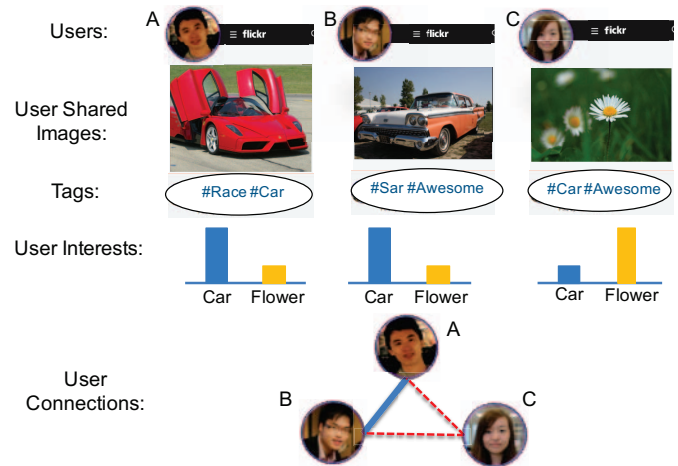 Users: A ☰ flickr B ☰ flickr C ☰ flickr
User Shared
Images:
Tags: #Race #Car #Sar #Awesome #Car #Awesome
User Interests:
Car Flower Car Flower Car Flower
A
User
Connections:
B C